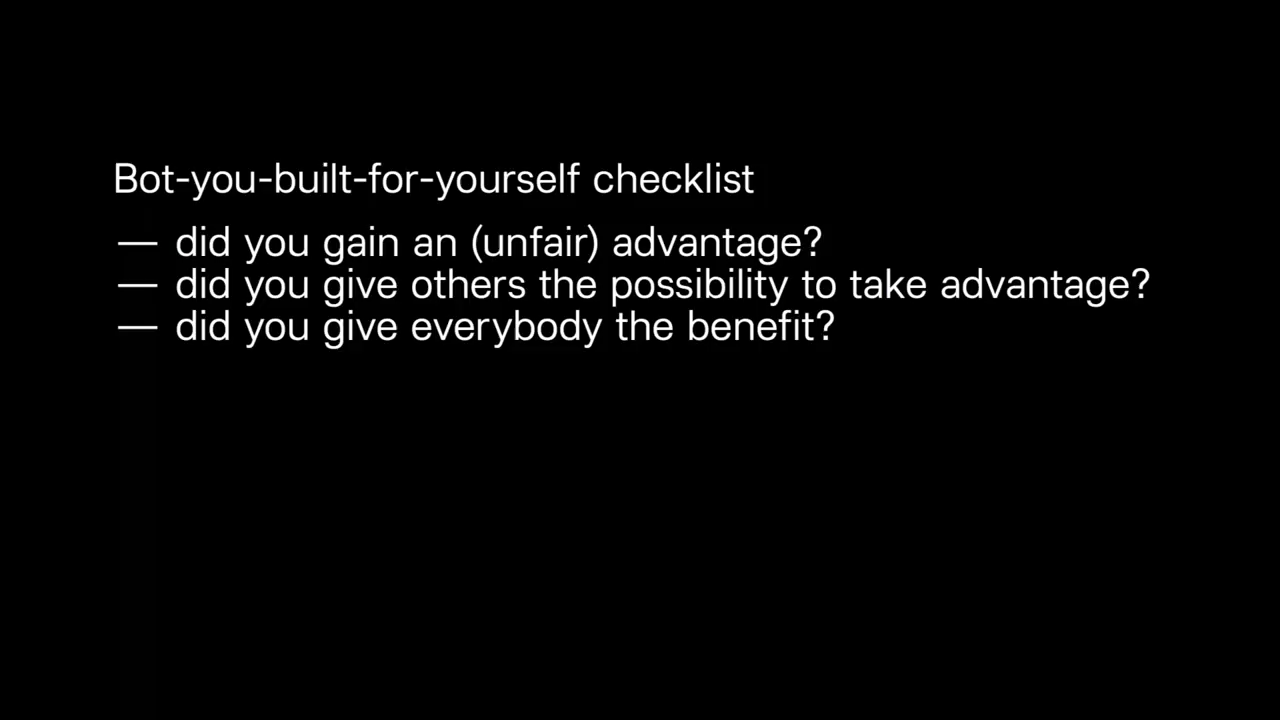 Bot-you-built-for-yourself checklist
— did you gain an (unfair) advantage?
— did you give others the possibility to take advantage?
— did you give everybody the benefit?